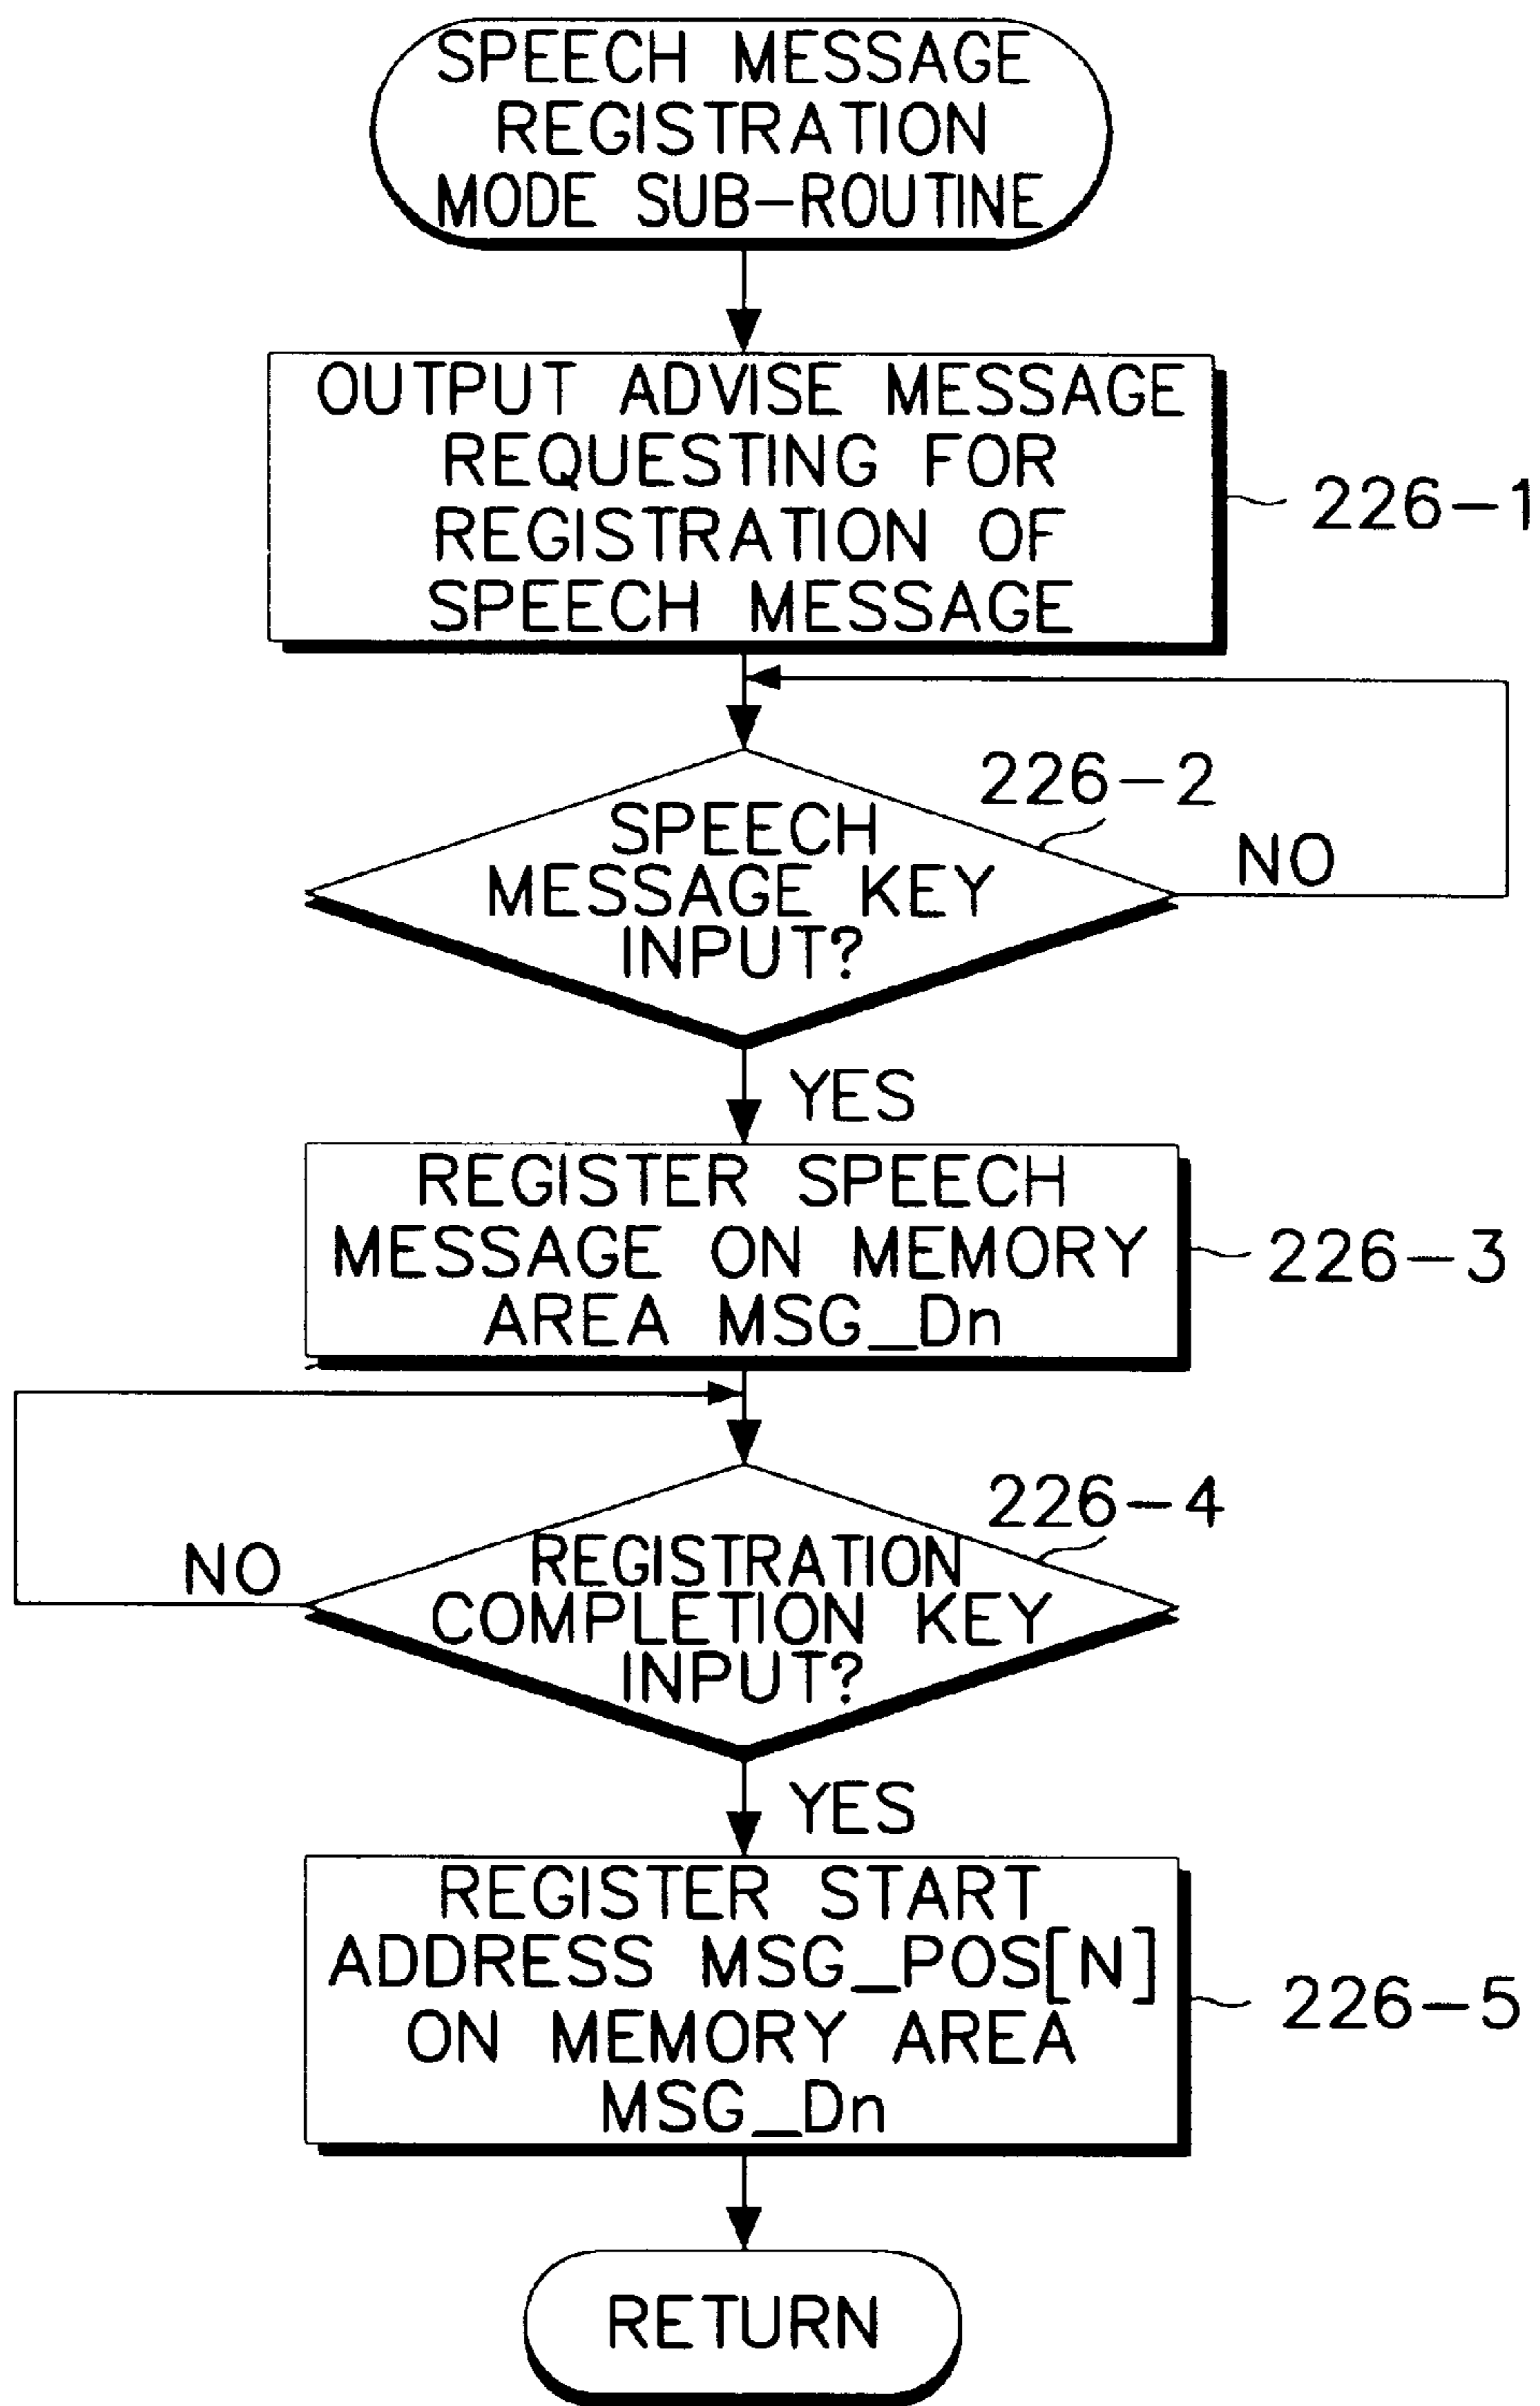 SPEECH MESSAGE
REGISTRATION
MODE SUB-ROUTINE
OUTPUT ADVISE MESSAGE
REQUESTING FOR
REGISTRATION OF
SPEECH MESSAGE
226-1
226-2
SPEECH
MESSAGE KEY
INPUT?
NO
YES
REGISTER SPEECH
MESSAGE ON MEMORY
AREA MSG_Dn
226-3
226-4
REGISTRATION
COMPLETION KEY
INPUT?
NO
YES
REGISTER START
ADDRESS MSG_POS[N]
ON MEMORY AREA
MSG_Dn
226-5
RETURN